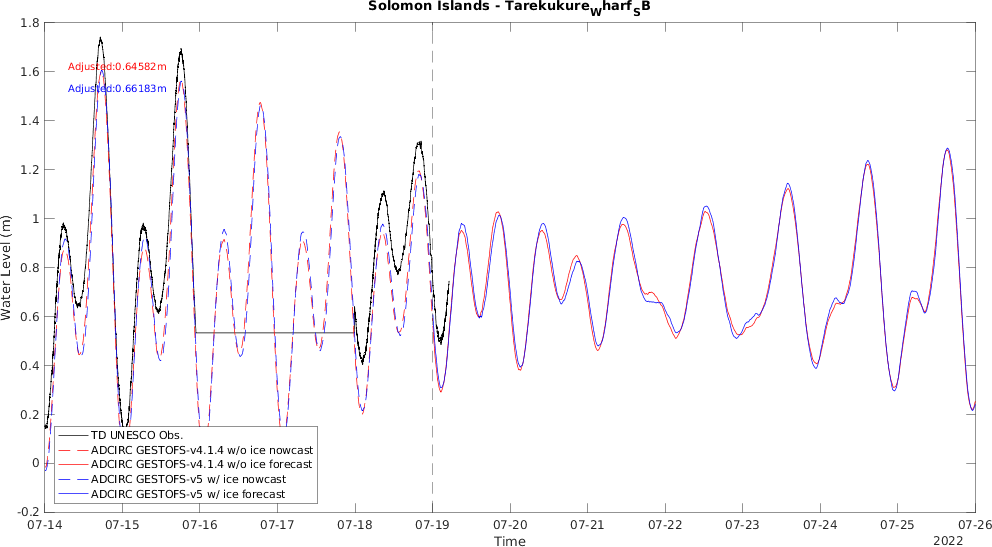 Solomon Islands - TarekukureWharfSB
Adjusted:0.64582m
Adjusted:0.66183m
Water Level (m)
1.8
1.6
1.4
1.2
1
0.8
0.6
0.4
0.2
0
-0.2
TD UNESCO Obs.
ADCIRC GESTOFS-v4.1.4 w/o ice nowcast
ADCIRC GESTOFS-v4.1.4 w/o ice forecast
ADCIRC GESTOFS-v5 w/ ice nowcast
ADCIRC GESTOFS-v5 w/ ice forecast
07-14 07-15 07-16 07-17 07-18 07-19 07-20 07-21 07-22 07-23 07-24 07-25 07-26
Time
2022